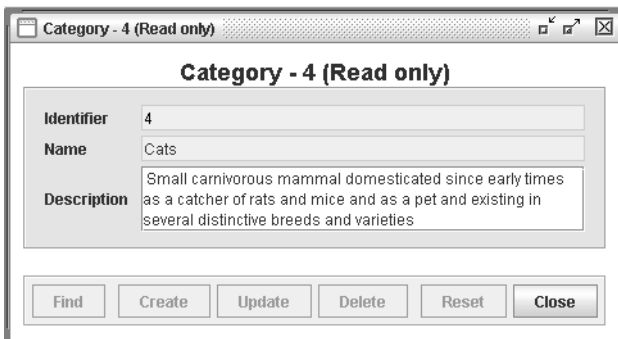 Category - 4 (Read only)
Category - 4 (Read only)
Identifier 4
Name Cats
Description Small carnivorous mammal domesticated since early times
as a catcher of rats and mice and as a pet and existing in
several distinctive breeds and varieties
Find Create Update Delete Reset Close